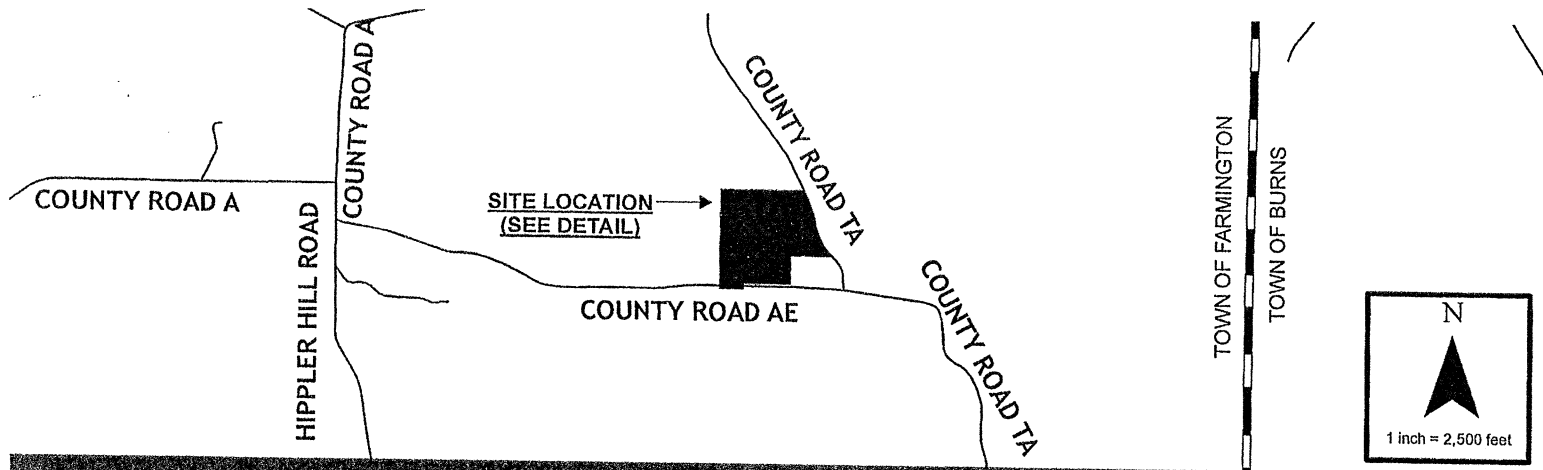 COUNTY ROAD A
COUNTY ROAD A
HIPPLER HILL ROAD
SITE LOCATION
(SEE DETAIL)
COUNTY ROAD TA
COUNTY ROAD AE
COUNTY ROAD TA
TOWN OF FARMINGTON
TOWN OF BURNS
N
1 inch = 2,500 feet